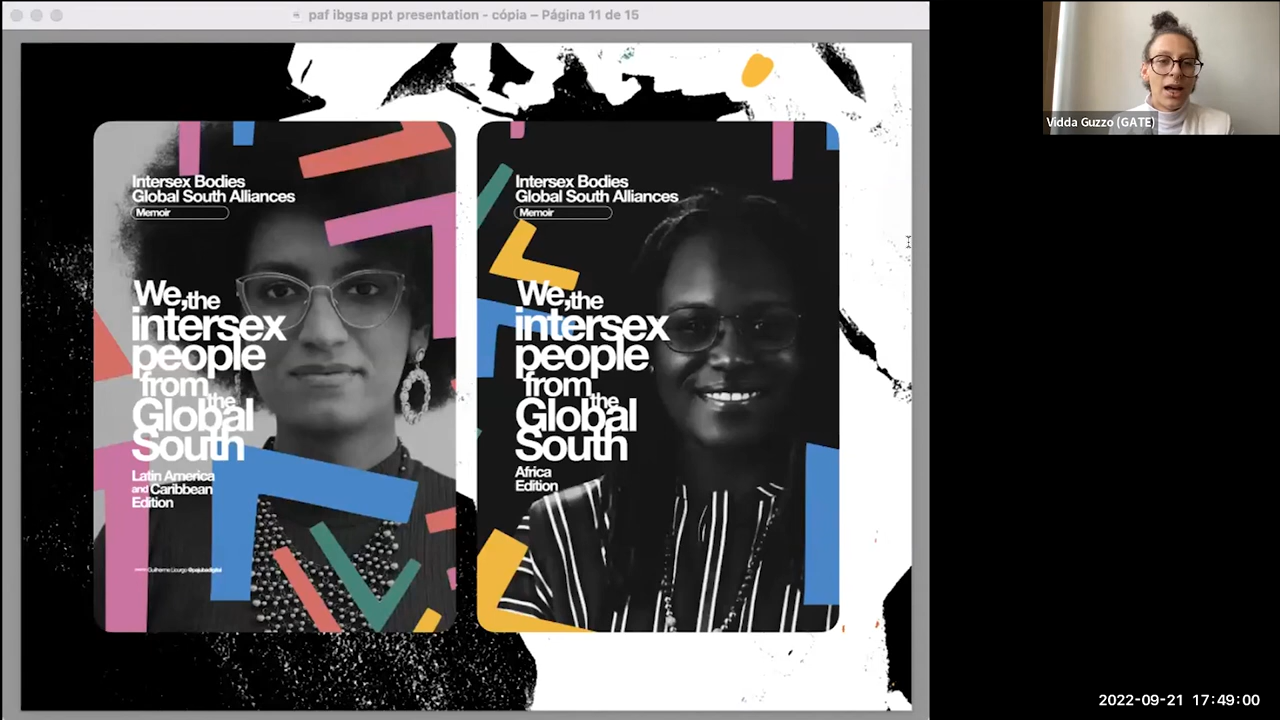 paf ibgsa ppt presentation - cópia – Página 11 de 15
Intersex Bodies
Global South Alliances
Memoir
We, the
intersex
people
from the
Global
South
Latin America
and Caribbean
Edition
Intersex Bodies
Global South Alliances
Memoir
We, the
intersex
people
from the
Global
South
Africa
Edition
Vidda Guzzo (GATE)
2022-09-21 17:49:00